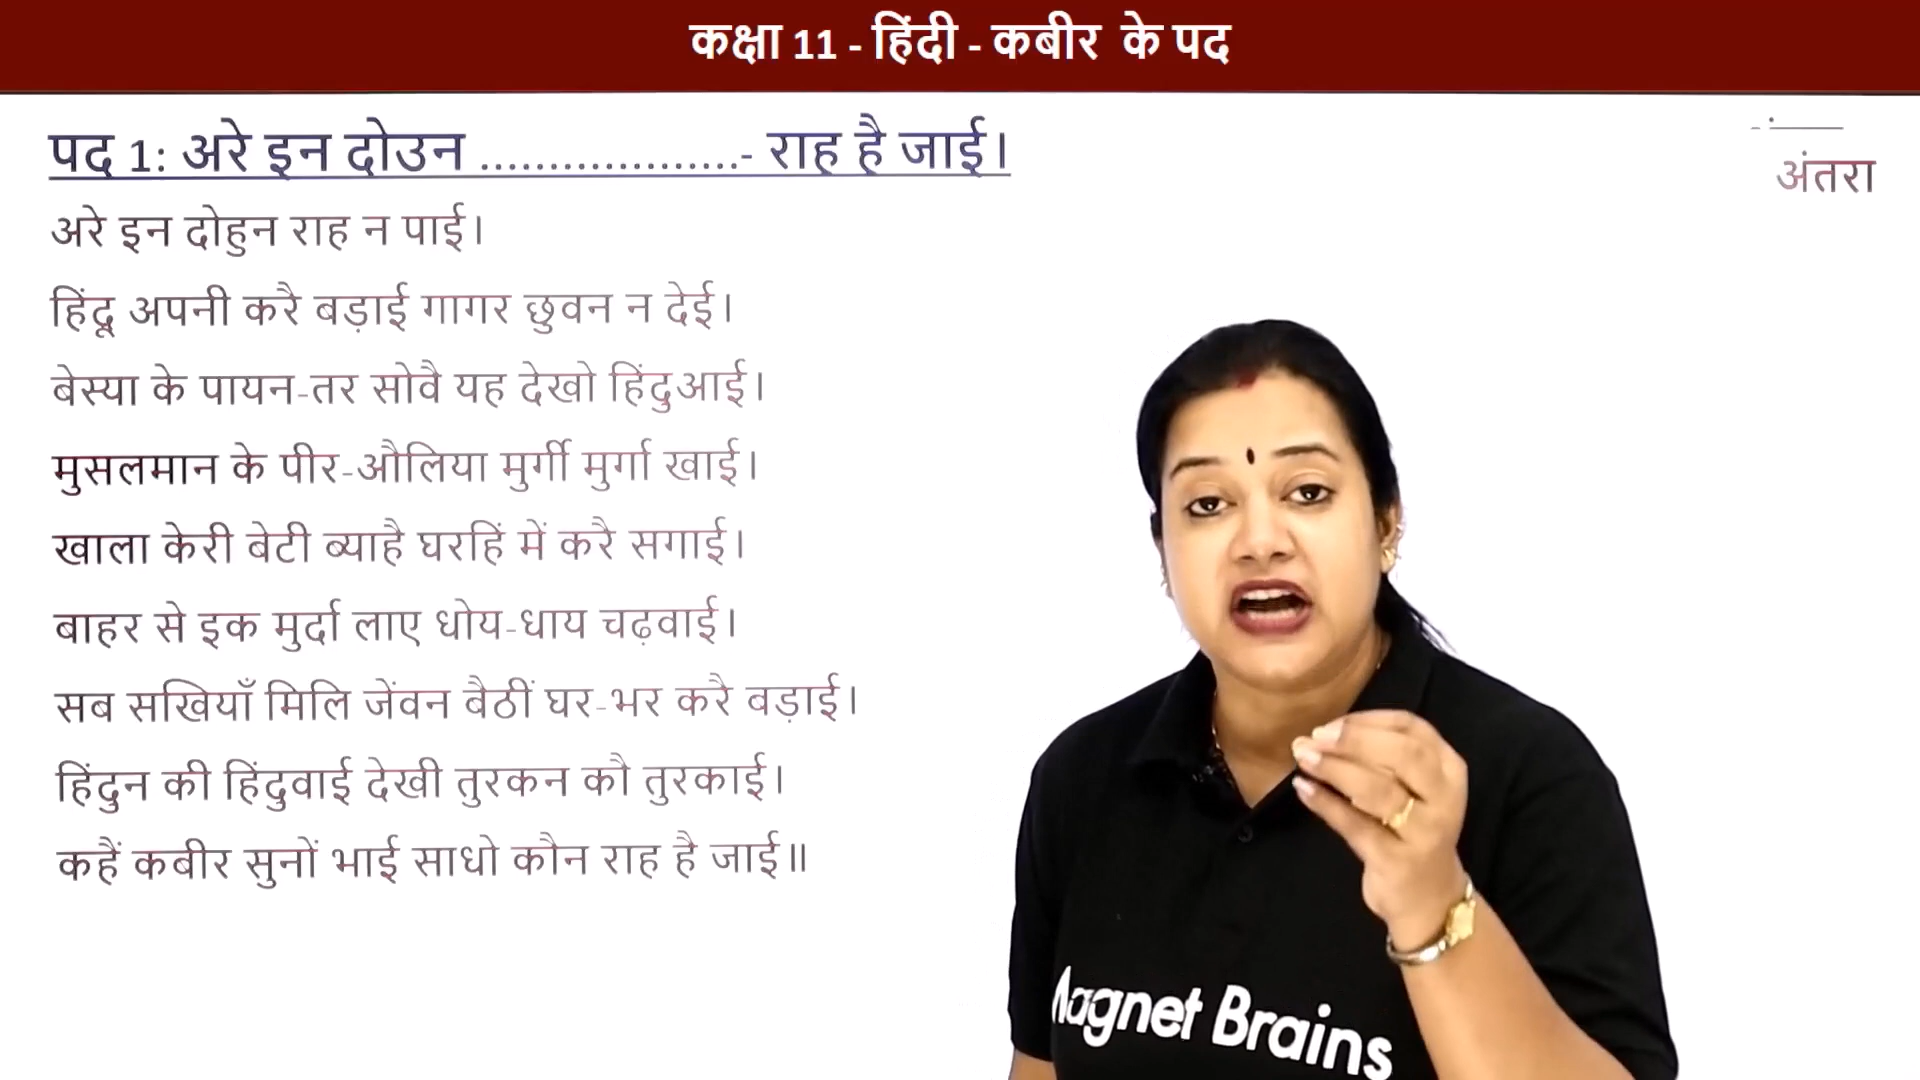 कक्षा 11 - हिंदी - कबीर के पद
पद 1: अरे इन दोउन ...................- राह है जाई।
अंतरा
अरे इन दोहुन राह न पाई।
हिंदू अपनी करै बड़ाई गागर छुवन न देई।
बेस्या के पायन-तर सोवै यह देखो हिंदुआई।
मुसलमान के पीर-औलिया मुर्गी मुर्गा खाई।
खाला केरी बेटी ब्याहै घरहिं में करै सगाई।
बाहर से इक मुर्दा लाए धोय-धाय चढ़वाई।
सब सखियाँ मिलि जेंवन बैठीं घर-भर करै बड़ाई।
हिंदुन की हिंदुवाई देखी तुरकन कौ तुरकाई।
कहैं कबीर सुनों भाई साधो कौन राह है जाई॥
Magnet Brains